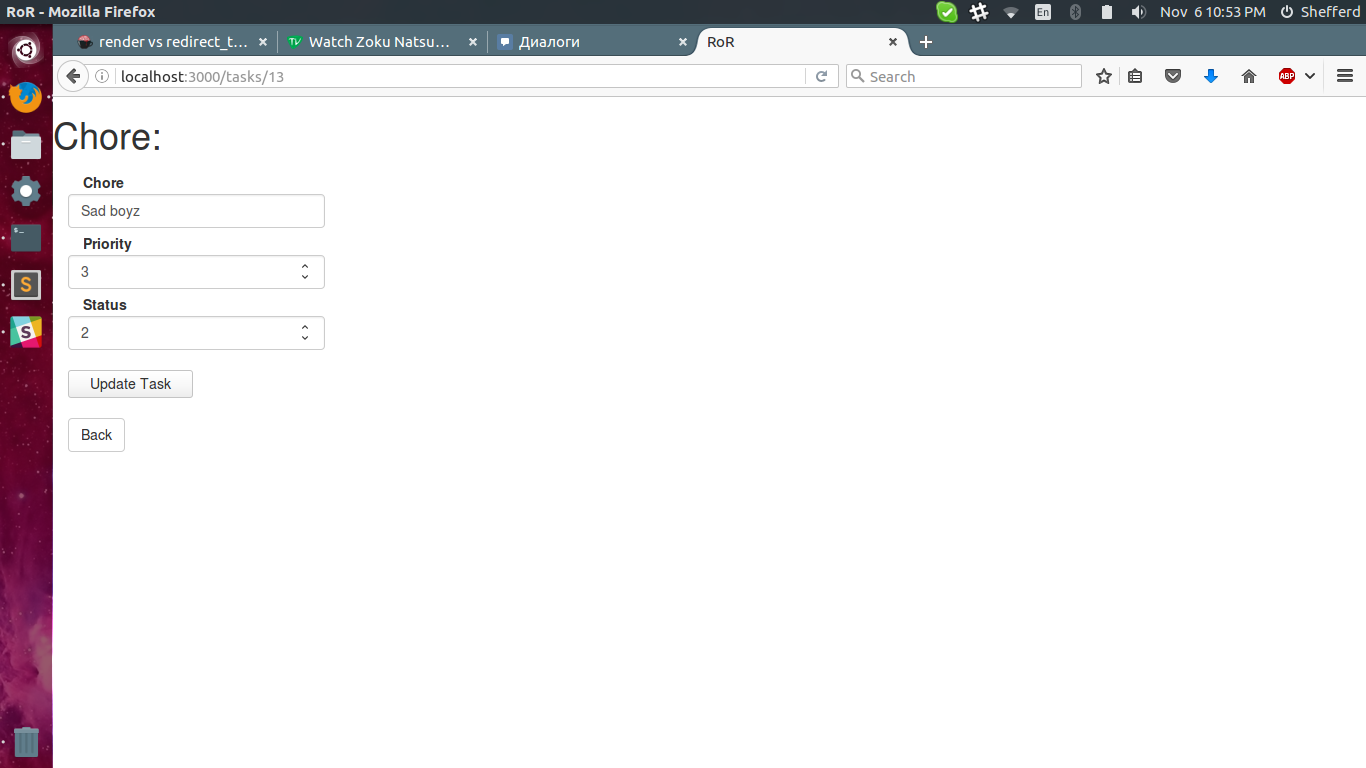 RoR - Mozilla Firefox
En
Nov 6 10:53 PM
Shefferd
render vs redirect_t...
TV
Watch Zoku Natsu...
Диалоги
RoR
localhost:3000/tasks/13
Search
ABP
Chore:
Chore
Sad boyz
Priority
3
Status
2
Update Task
Back
$_
S
S